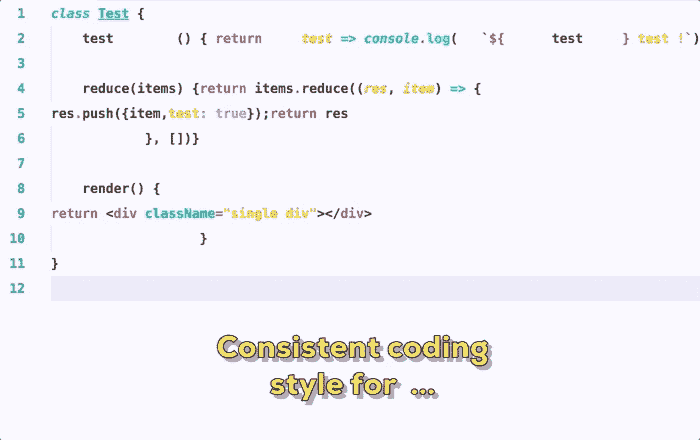 1 class Test {
2 test () { return test => console.log( `${ test } test !`)
3
4 reduce(items) {return items.reduce((res, item) => {
5 res.push({item,test: true});return res
6 }, [])}
7
8 render() {
9 return <div className="single div"></div>
10 }
11 }
12
Consistent coding
style for ...